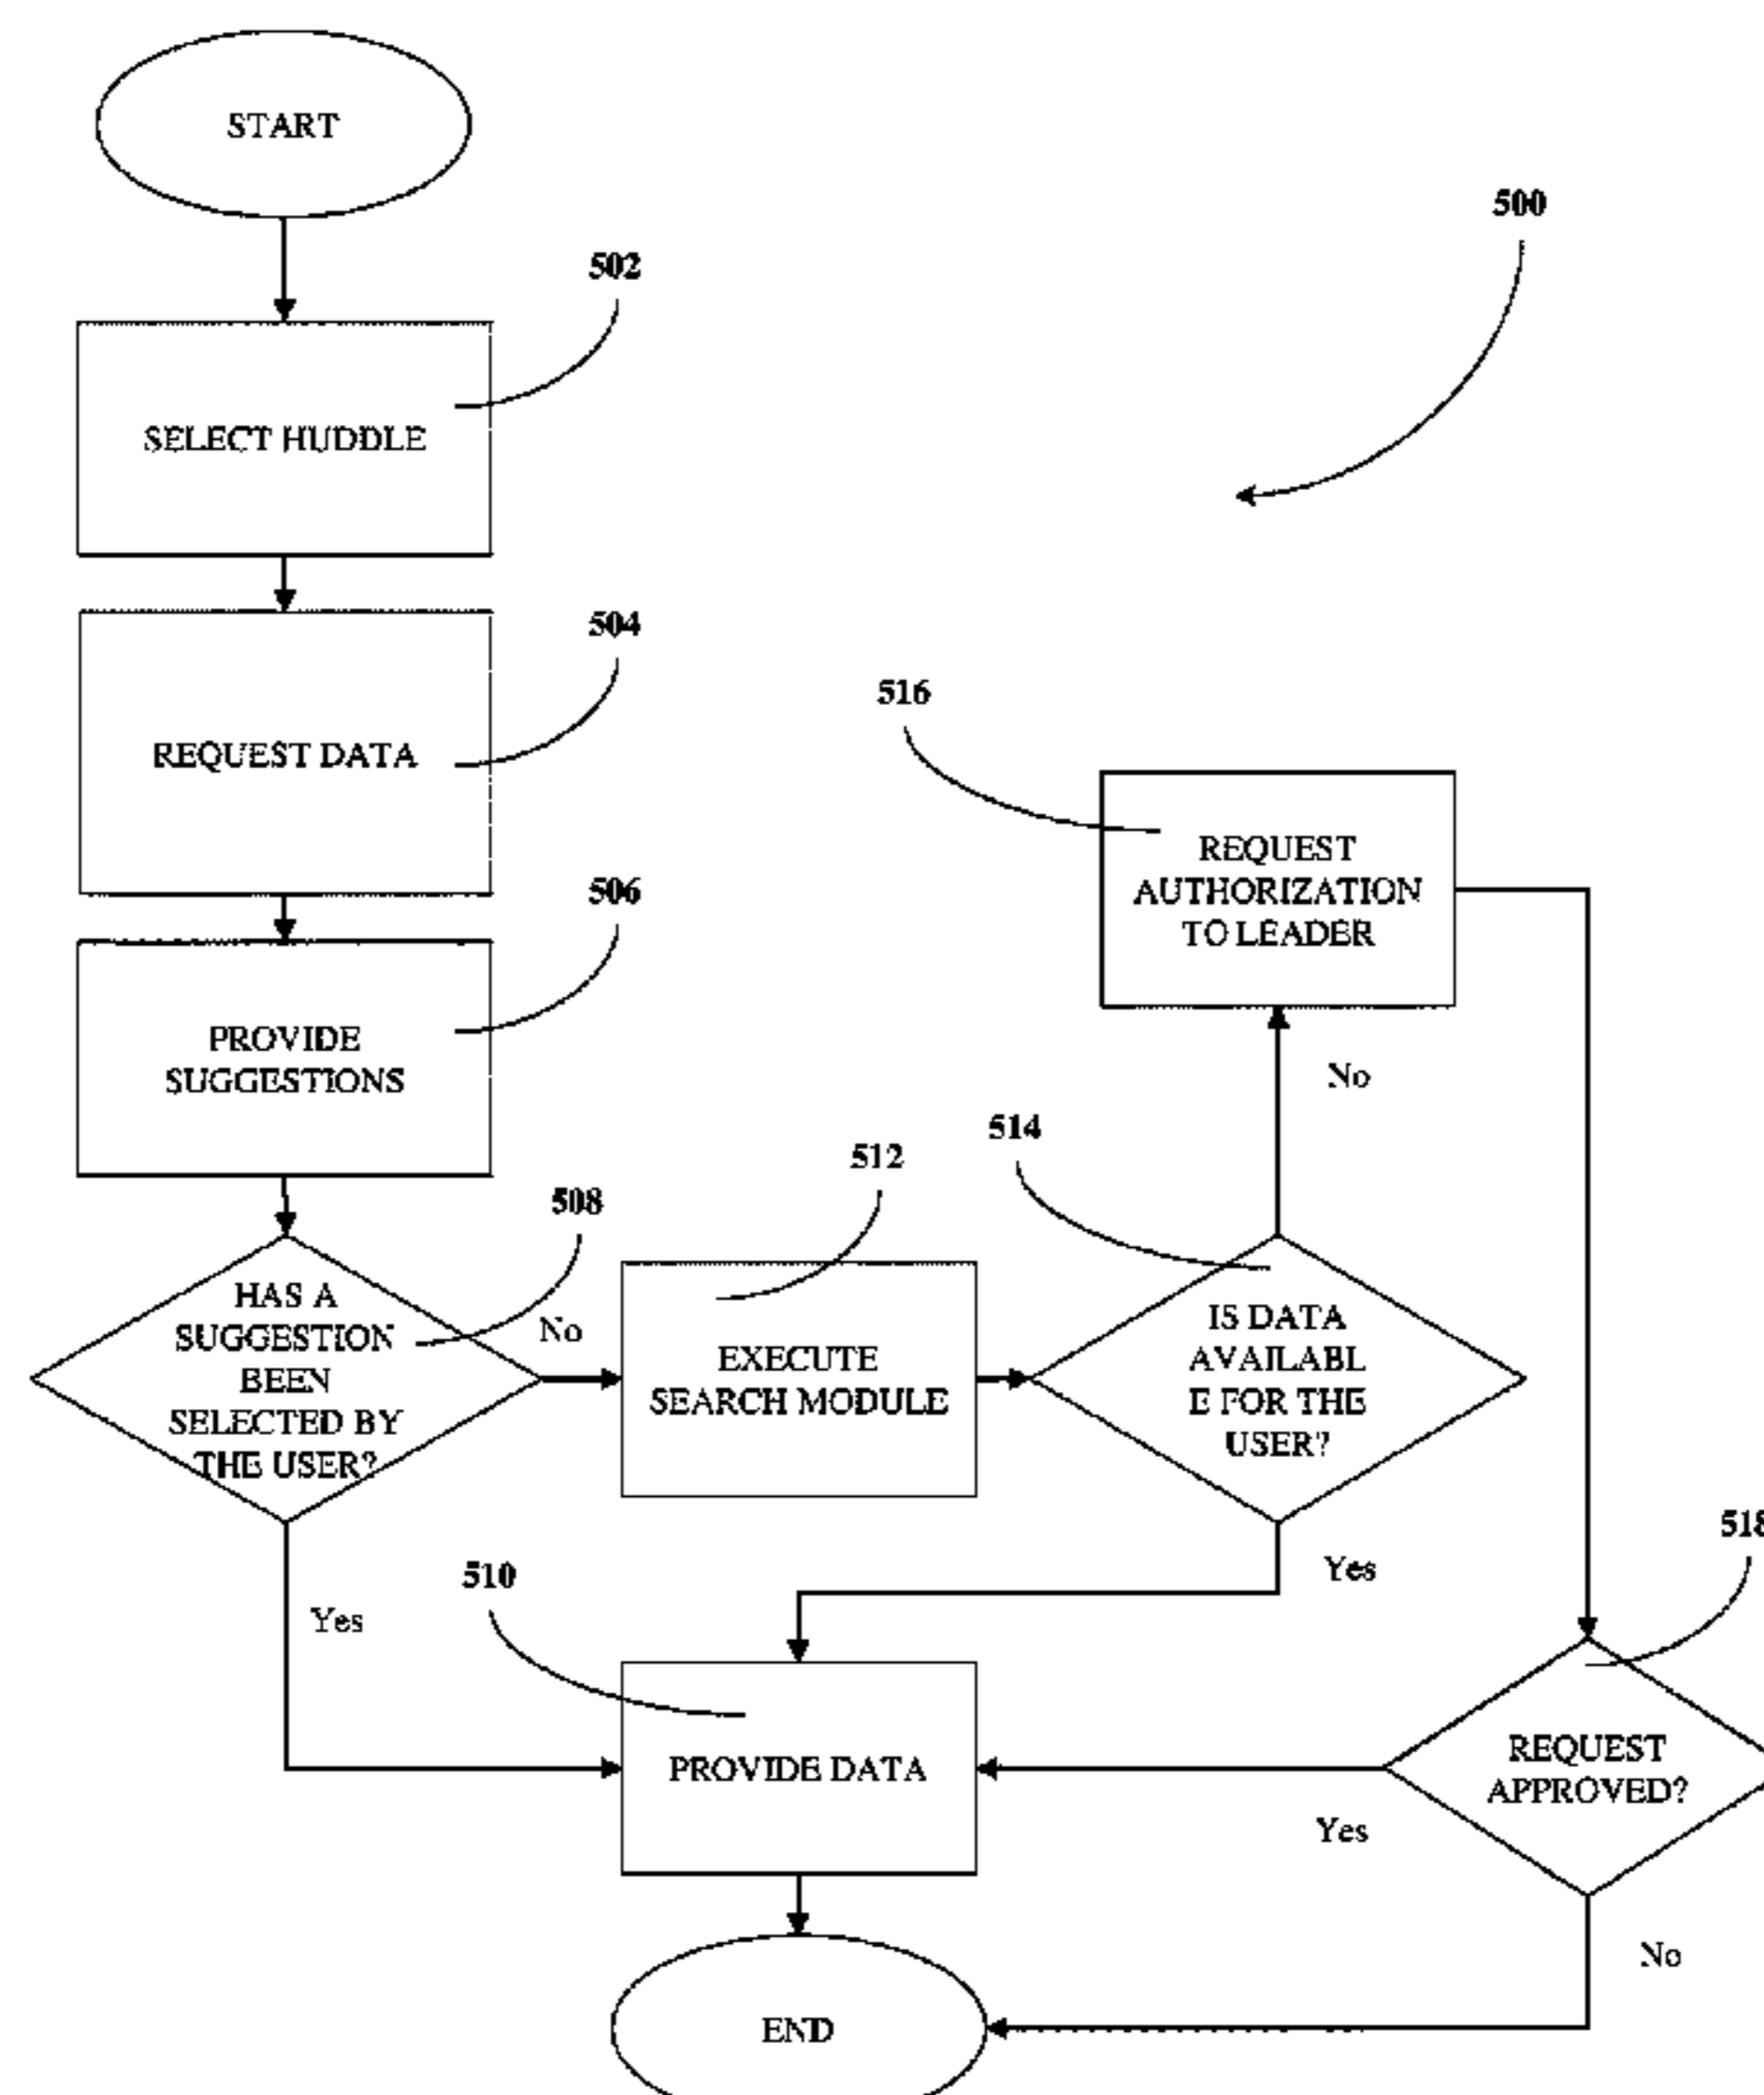 START
500
502
SELECT HUDDLE
504
REQUEST DATA
516
REQUEST
AUTHORIZATION
TO LEADER
506
PROVIDE
SUGGESTIONS
No
514
512
508
HAS A
SUGGESTION
BEEN
SELECTED BY
THE USER?
No
EXECUTE
SEARCH MODULE
IS DATA
AVAILABL
E FOR THE
USER?
518
Yes
510
Yes
PROVIDE DATA
REQUEST
APPROVED?
Yes
No
END